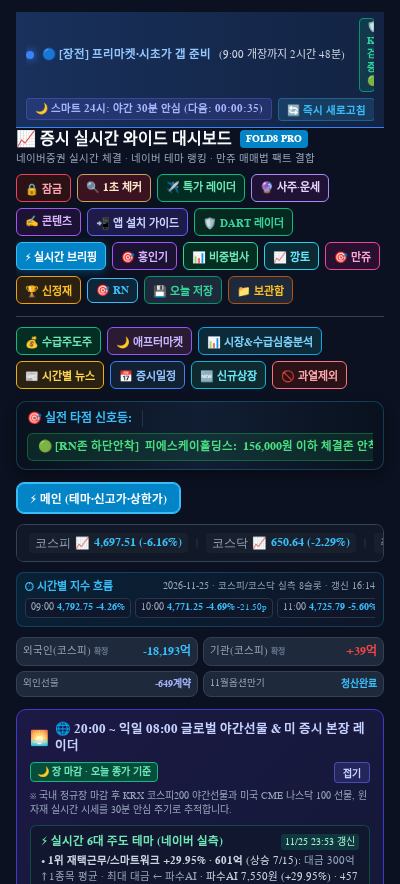 🔵 [장전] 프리마켓·시초가 갭 준비 (9:00 개장까지 2시간 48분)
🌙 스마트 24시: 야간 30분 안심 (다음: 00:00:35) 🔄 즉시 새로고침
📈 증시 실시간 와이드 대시보드 FOLD8 PRO
네이버증권 실시간 체결 · 네이버 테마 랭킹 · 만쥬 매매법 팩트 결합
🔒 잠금 🔍 1초 체커 ✈️ 특가 레이더 🔮 사주 운세
✍️ 콘텐츠 📲 앱 설치 가이드 🛡️ DART 레이더
⚡ 실시간 브리핑 🎯 홍인기 📊 비중법사 📈 깡토 🎯 만쥬
🏆 신정재 🎯 RN 💾 오늘 저장 📁 보관함
💰 수급주도주 🌙 애프터마켓 📊 시장&수급심층분석
📰 시간별 뉴스 📅 증시일정 🆕 신규상장 🚫 과열제외
🎯 실전 타점 신호등:
🟢 [RN존 하단안착] 피에스케이홀딩스: 156,000원 이하 체결존 안착
⚡ 메인 (테마·신고가·상한가)
코스피 📈 4,697.51 (-6.16%) | 코스닥 📈 650.64 (-2.29%) |
⏱ 시간별 지수 흐름 2026-11-25 · 코스피/코스닥 실측 8슬롯 · 갱신 16:14
09:00 4,792.75 -4.26% 10:00 4,771.25 -4.69% -21.50p 11:00 4,725.79 -5.60%
외국인(코스피) 확정 -18,193억 기관(코스피) 확정 +39억
외인선물 -649계약 11월옵션만기 청산완료
🌅 🌐 20:00 ~ 익일 08:00 글로벌 야간선물 & 미 증시 본장 레이더
🌙 장 마감 · 오늘 종가 기준 접기
※ 국내 정규장 마감 후 KRX 코스피200 야간선물과 미국 CME 나스닥 100 선물, 원
자재 실시간 시세를 30분 안심 주기로 추적합니다.
⚡ 실시간 6대 주도 테마 (네이버 실측) 11/25 23:53 갱신
• 1위 재택근무/스마트워크 +29.95% · 601억 (상승 7/15): 대금 300억
↑1종목 평균 · 최대 대금 ← 파수AI · 파수AI 7,550원 (+29.95%) · 457